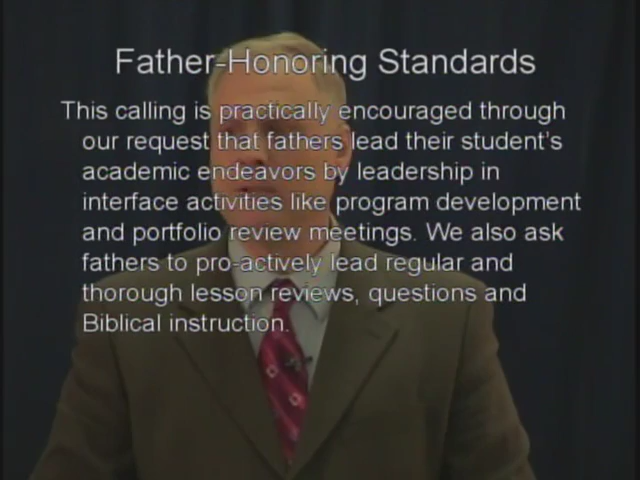 Father-Honoring Standards
This calling is practically encouraged through
our request that fathers lead their student's
academic endeavors by leadership in
interface activities like program development
and portfolio review meetings. We also ask
fathers to pro-actively lead regular and
thorough lesson reviews, questions and
Biblical instruction.